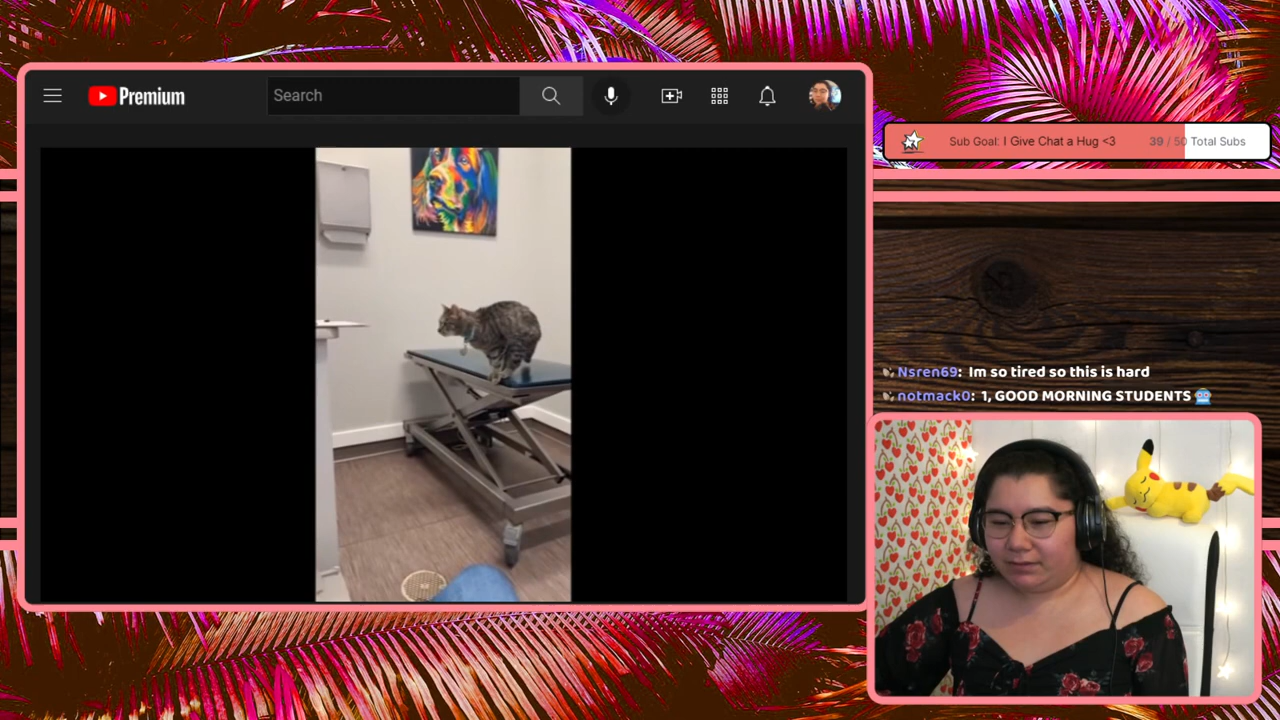 Premium
Search
Sub Goal: I Give Chat a Hug <3 39 / 50 Total Subs
Nsren69: Im so tired so this is hard
notmack0: 1, GOOD MORNING STUDENTS